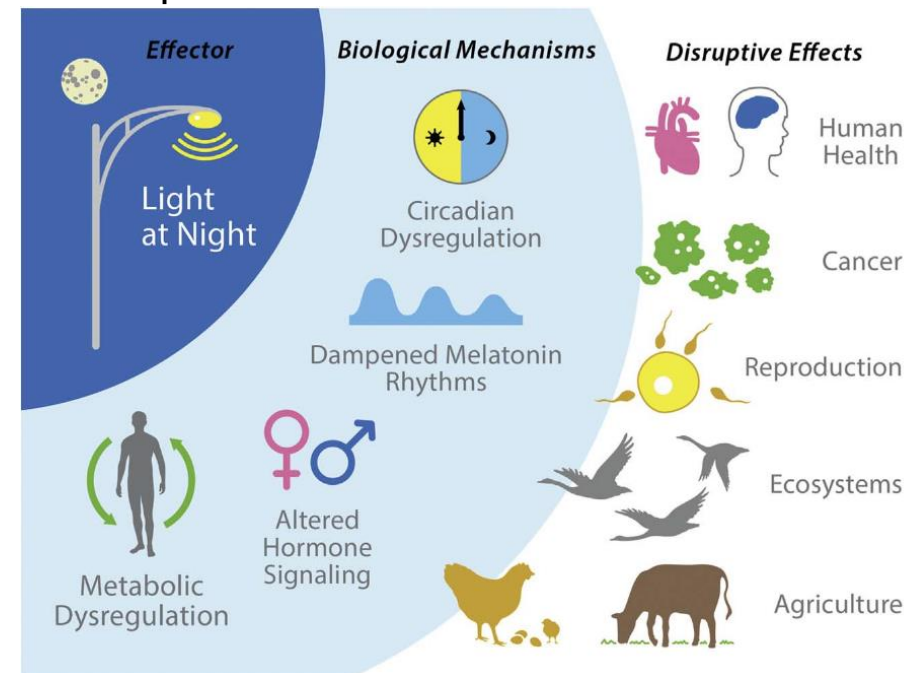 Effector
Biological Mechanisms
Disruptive Effects
Light
at Night
Circadian
Dysregulation
Dampened Melatonin
Rhythms
Altered
Hormone
Signaling
Metabolic
Dysregulation
Human
Health
Cancer
Reproduction
Ecosystems
Agriculture